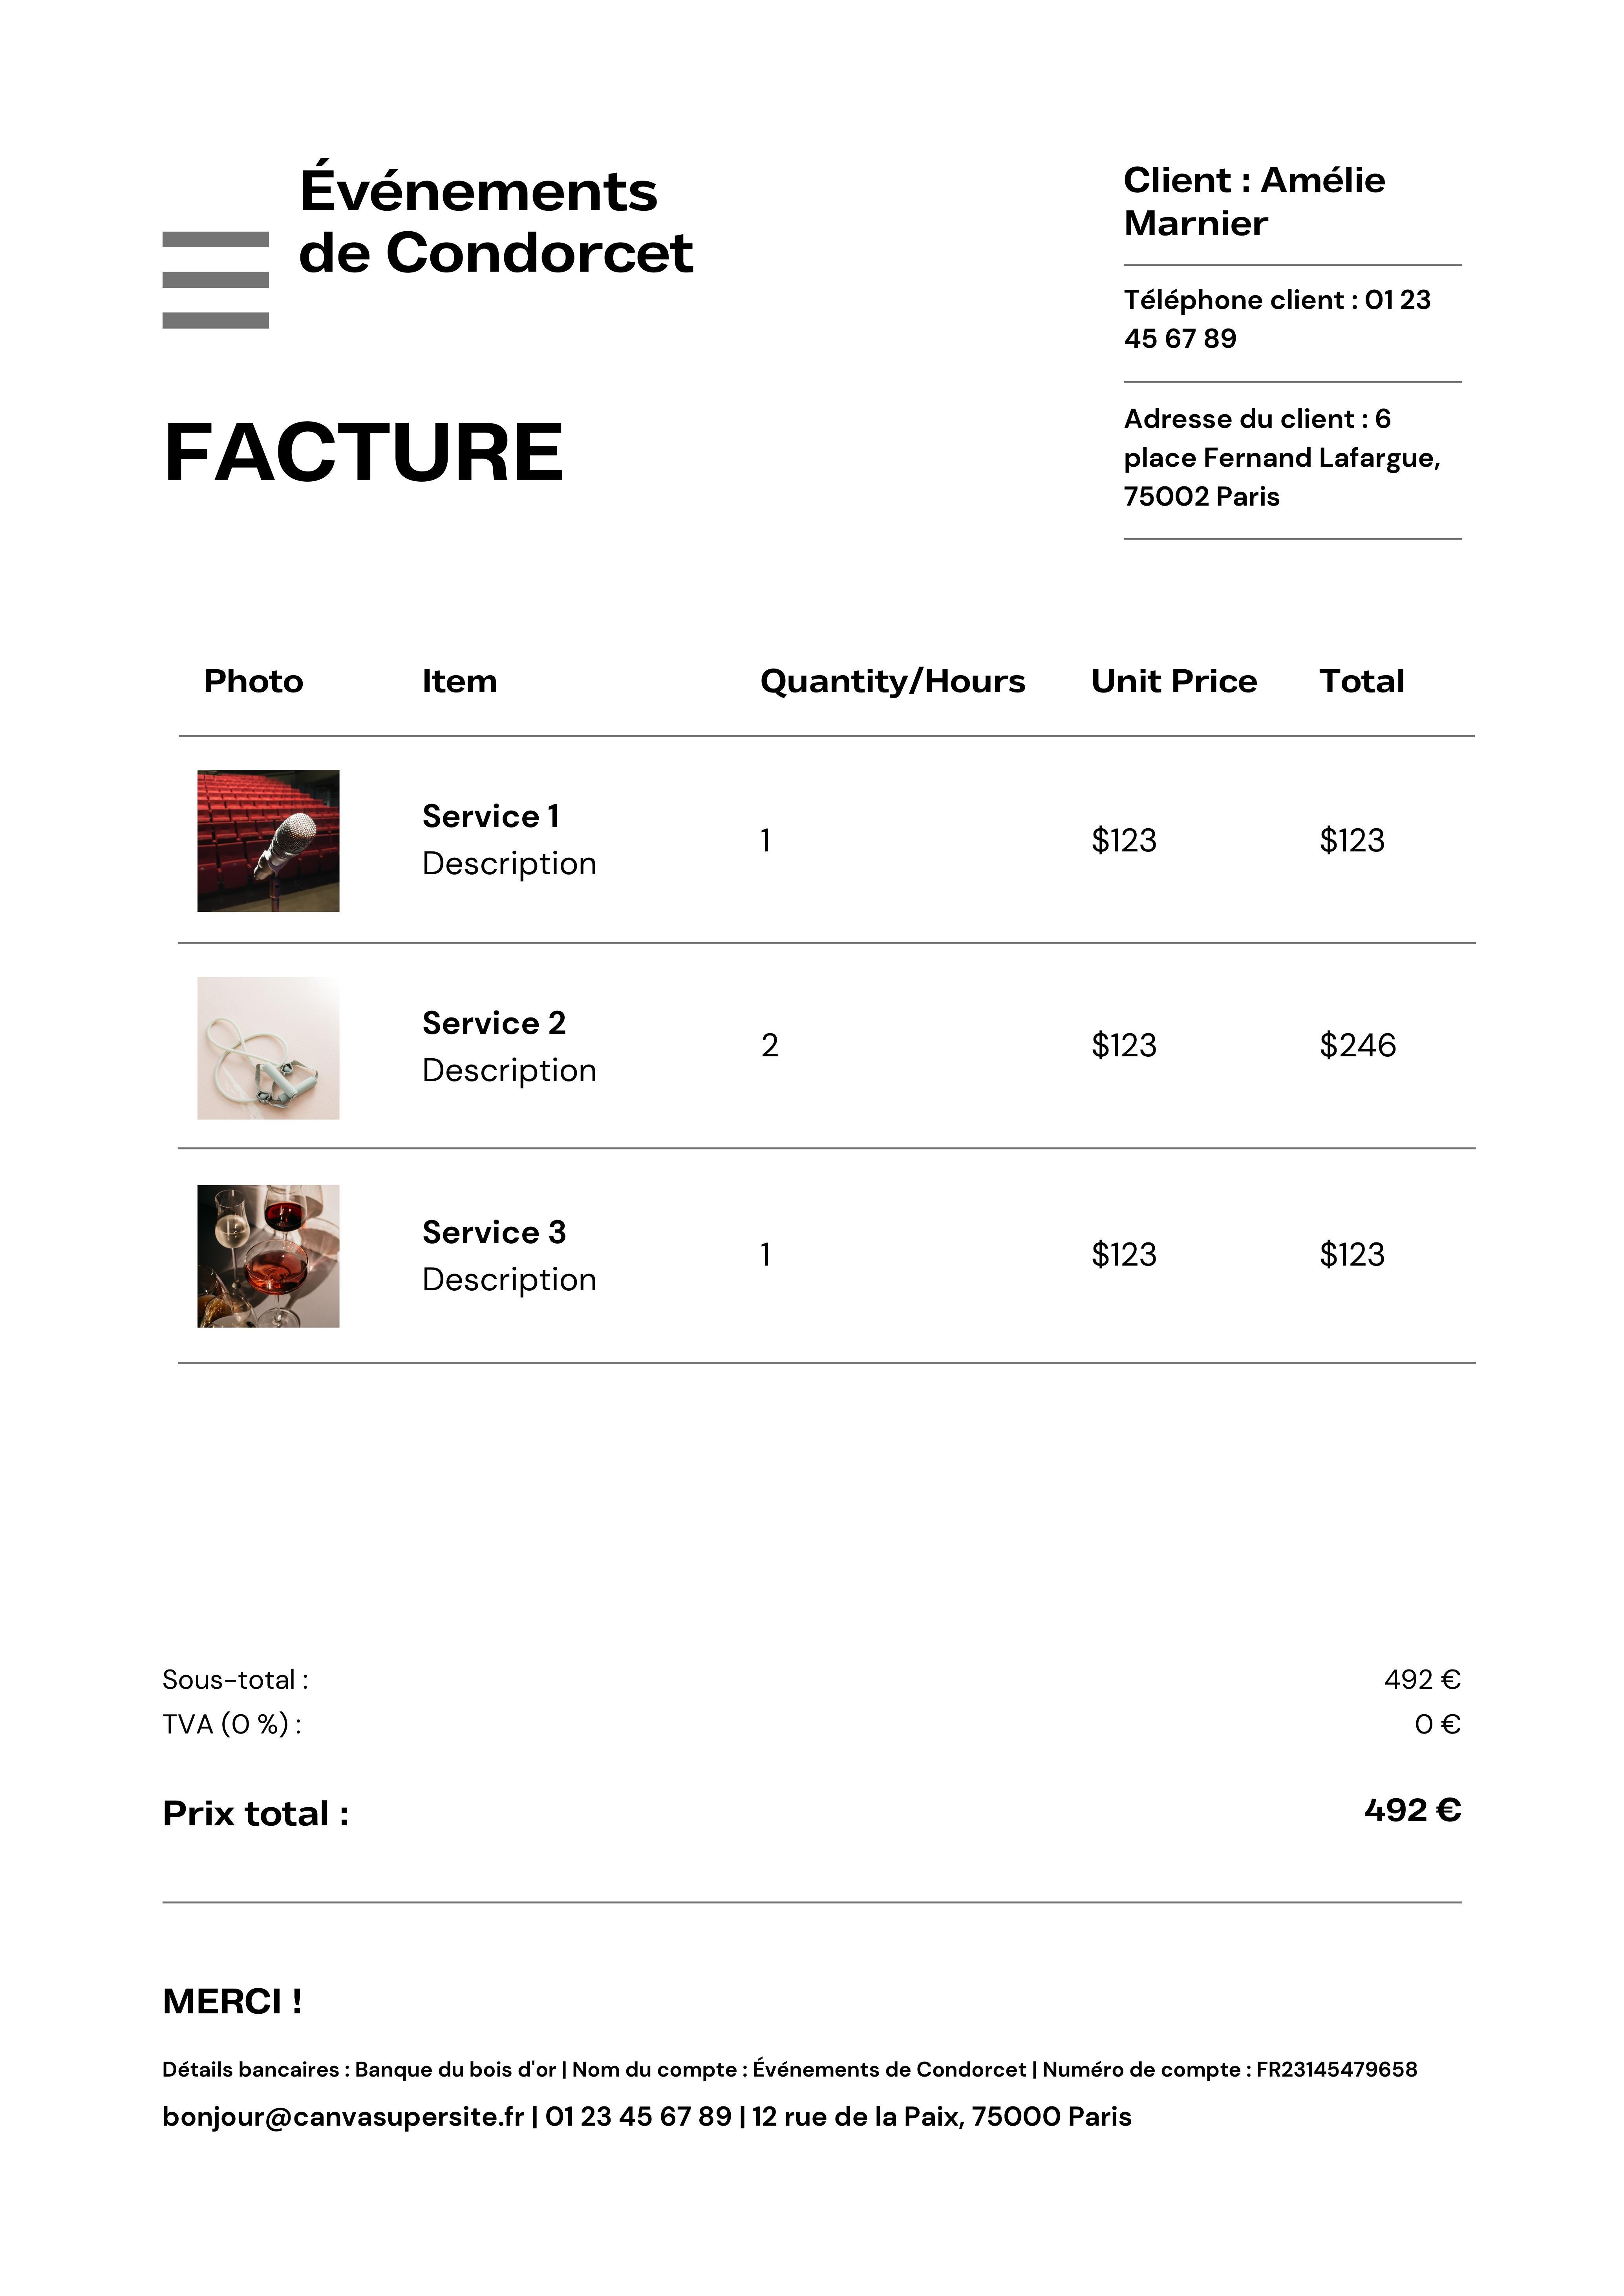 Événements
de Condorcet
FACTURE
Client : Amélie
Marnier
Téléphone client : 01 23
45 67 89
Adresse du client : 6
place Fernand Lafargue,
75002 Paris
Photo Item Quantity/Hours Unit Price Total
Service 1
Description
1 $123 $123
Service 2
Description
2 $123 $246
Service 3
Description
1 $123 $123
Sous-total : 492 €
TVA (0 %) : 0 €
Prix total : 492 €
MERCI !
Détails bancaires : Banque du bois d'or | Nom du compte : Événements de Condorcet | Numéro de compte : FR23145479658
bonjour@canvasupersite.fr | 01 23 45 67 89 | 12 rue de la Paix, 75000 Paris